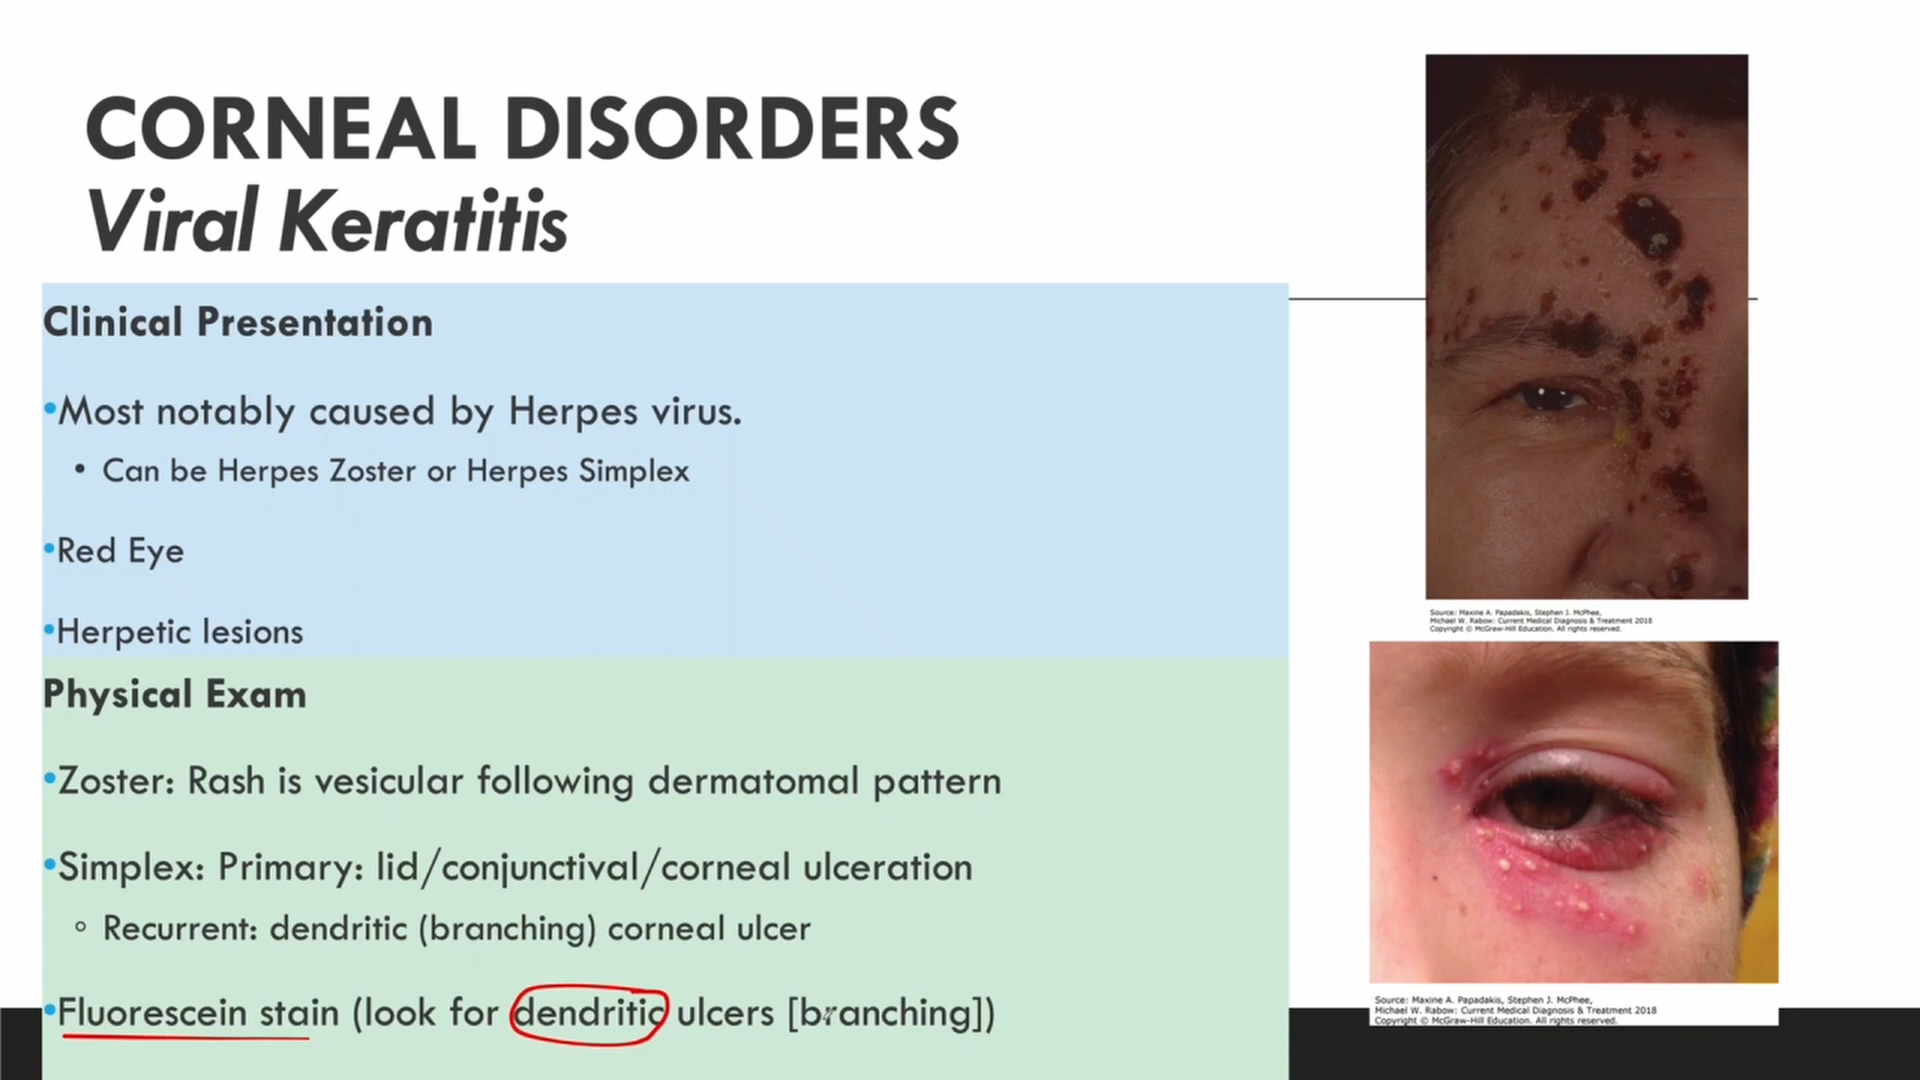 CORNEAL DISORDERS
Viral Keratitis
Clinical Presentation
•Most notably caused by Herpes virus.
• Can be Herpes Zoster or Herpes Simplex
•Red Eye
•Herpetic lesions
Physical Exam
•Zoster: Rash is vesicular following dermatomal pattern
•Simplex: Primary: lid/conjunctival/corneal ulceration
◦ Recurrent: dendritic (branching) corneal ulcer
•Fluorescein stain (look for dendritic ulcers [branching])
Source: Maxine A. Papadakis, Stephen J. McPhee,
Michael W. Rabow: Current Medical Diagnosis & Treatment 2018
Copyright © McGraw-Hill Education. All rights reserved.
Source: Maxine A. Papadakis, Stephen J. McPhee,
Michael W. Rabow: Current Medical Diagnosis & Treatment 2018
Copyright © McGraw-Hill Education. All rights reserved.